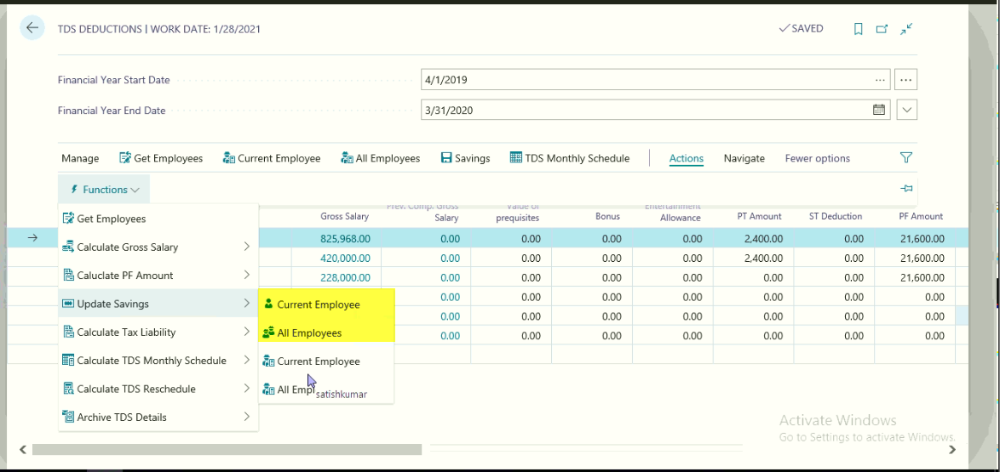 TDS DEDUCTIONS | WORK DATE: 1/28/2021
SAVED
Financial Year Start Date 4/1/2019
Financial Year End Date 3/31/2020
Manage Get Employees Current Employee All Employees Savings TDS Monthly Schedule Actions Navigate Fewer options
Functions
Prev. Comp. Gross Value of Entertainment
Gross Salary Salary prequisites Bonus Allowance PT Amount ST Deduction PF Amount
Get Employees
825,968.00 0.00 0.00 0.00 0.00 2,400.00 0.00 21,600.00
Calculate Gross Salary
420,000.00 0.00 0.00 0.00 0.00 2,400.00 0.00 21,600.00
Caluclate PF Amount 228,000.00 0.00 0.00 0.00 0.00 0.00 0.00 21,600.00
Update Savings Current Employee 0.00 0.00 0.00 0.00 0.00 0.00 0.00
0.00 0.00 0.00 0.00 0.00 0.00 0.00
Calculate Tax Liability All Employees 0.00 0.00 0.00 0.00 0.00 0.00 0.00
Calculate TDS Monthly Schedule Current Employee
Calculate TDS Reschedule All Empl
satishkumar
Archive TDS Details
Activate Windows
Go to Settings to activate Windows.